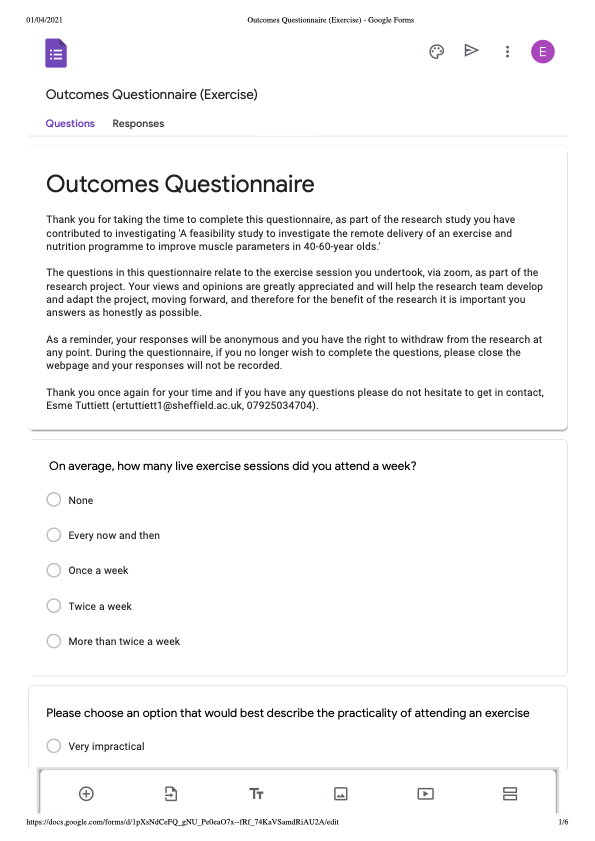 01/04/2021
Outcomes Questionnaire (Exercise) - Google Forms
E
Outcomes Questionnaire (Exercise)
Questions Responses
Outcomes Questionnaire
Thank you for taking the time to complete this questionnaire, as part of the research study you have
contributed to investigating 'A feasibility study to investigate the remote delivery of an exercise and
nutrition programme to improve muscle parameters in 40-60-year olds.'
The questions in this questionnaire relate to the exercise session you undertook, via zoom, as part of the
research project. Your views and opinions are greatly appreciated and will help the research team develop
and adapt the project, moving forward, and therefore for the benefit of the research it is important you
answers as honestly as possible.
As a reminder, your responses will be anonymous and you have the right to withdraw from the research at
any point. During the questionnaire, if you no longer wish to complete the questions, please close the
webpage and your responses will not be recorded.
Thank you once again for your time and if you have any questions please do not hesitate to get in contact,
Esme Tuttiett (ertuttiett1@sheffield.ac.uk, 07925034704).
On average, how many live exercise sessions did you attend a week?
None
Every now and then
Once a week
Twice a week
More than twice a week
Please choose an option that would best describe the practicality of attending an exercise
Very impractical
Tт
https://docs.google.com/forms/d/1pXsNdCeFQ_gNU_Pe0eaO7x--fRf_74KaVSamdRiAU2A/edit
1/6